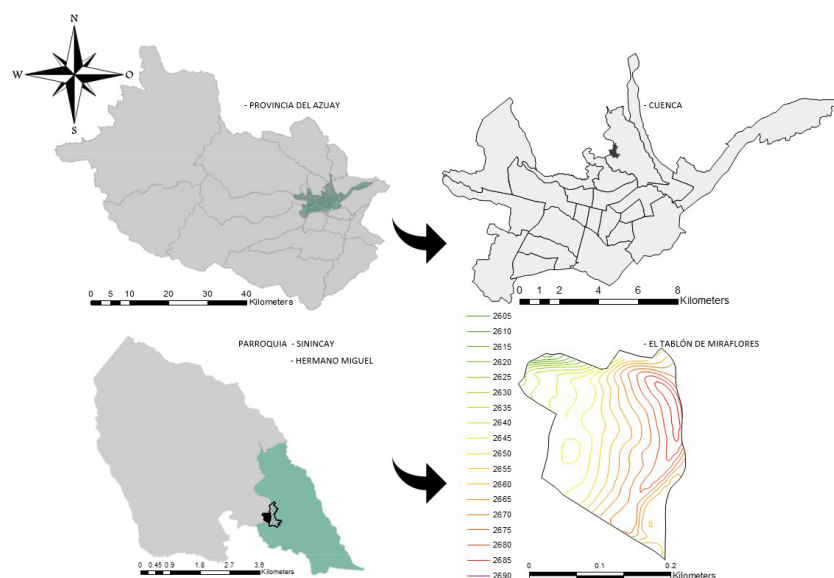 N
W
O
S
- PROVINCIA DEL AZUAY
0 5 10 20 30 40
Kilometers
- CUENCA
0 1 2 4 6 8
Kilometers
PARROQUIA - SININCAY
- HERMANO MIGUEL
0 0.45 0.9 1.8 2.7 3.6
Kilometers
2605
2610
2615
2620
2625
2630
2635
2640
2645
2650
2655
2660
2665
2670
2675
2680
2685
2690
- EL TABLÓN DE MIRAFLORES
0 0.1 0.2
Kilometers